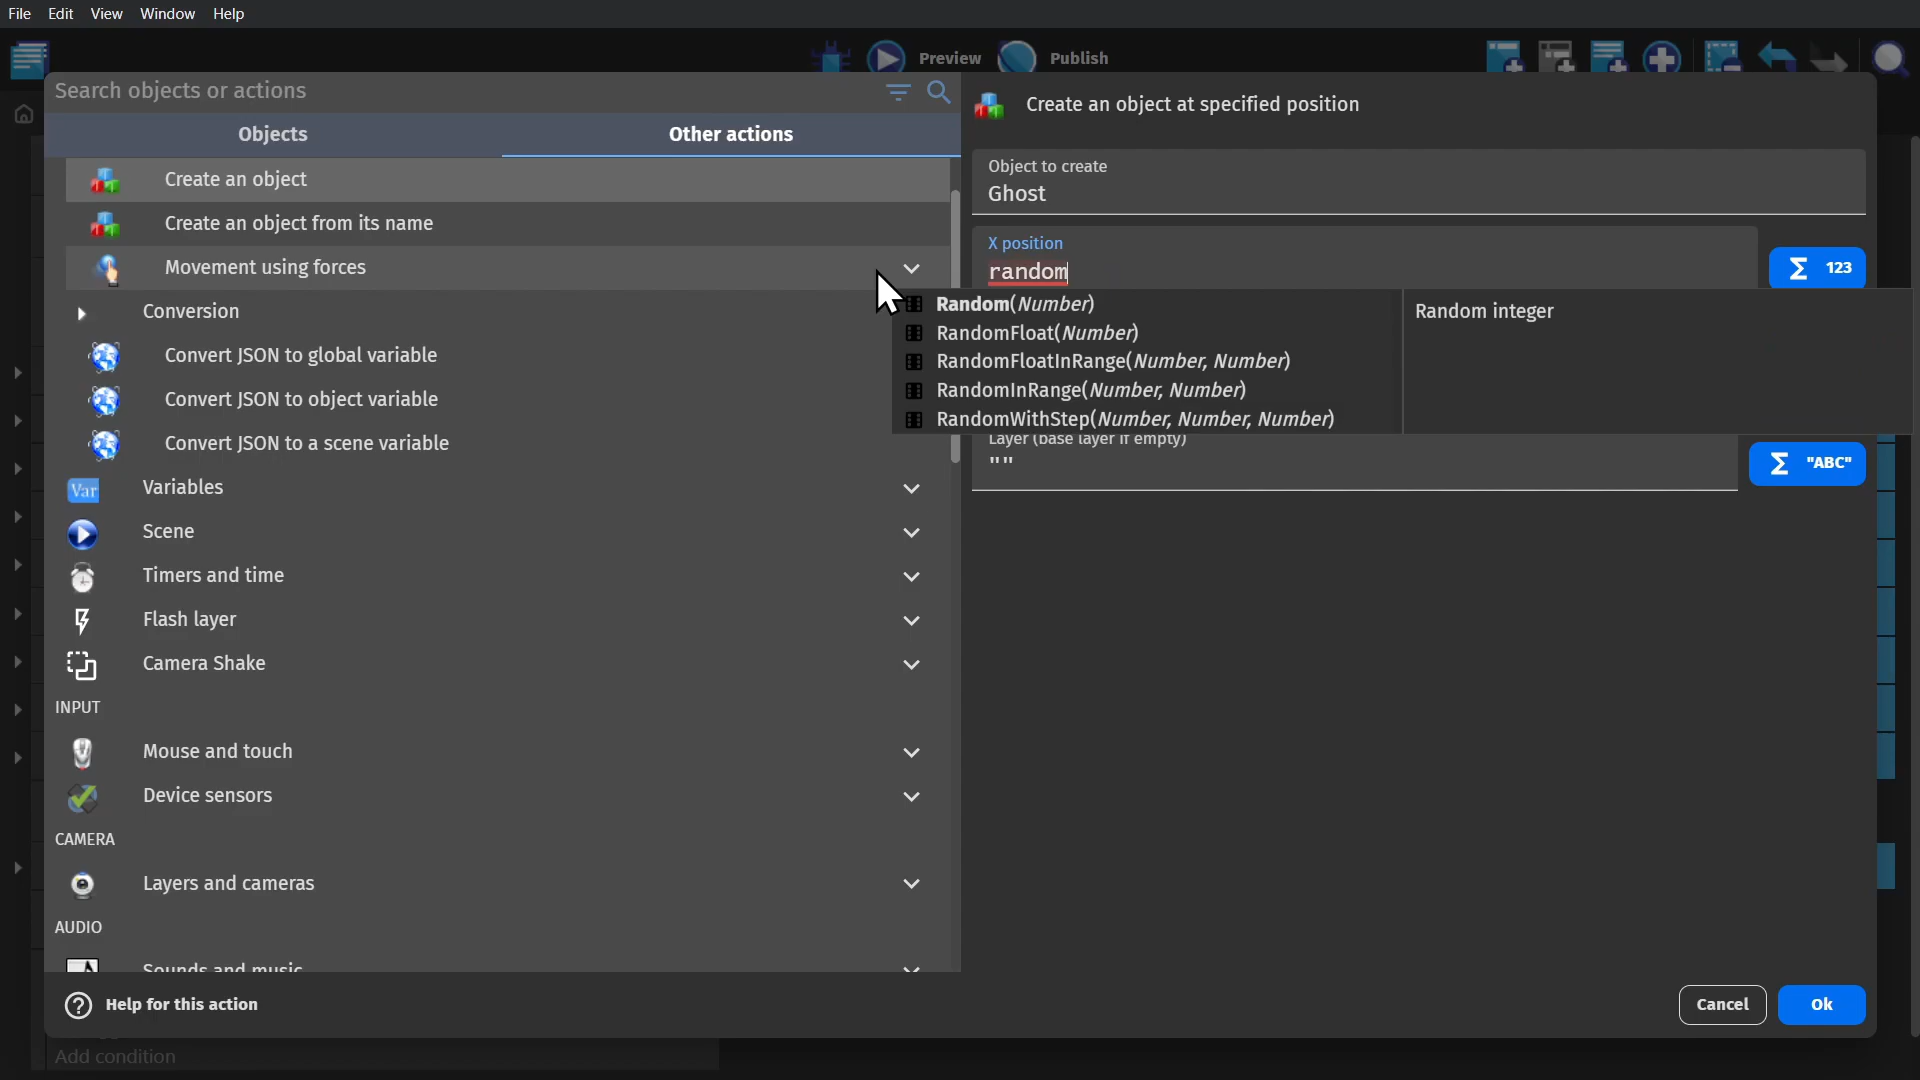 File Edit View Window Help
Preview Publish
Search objects or actions
Objects Other actions
Create an object
Create an object from its name
Movement using forces
Conversion
Convert JSON to global variable
Convert JSON to object variable
Convert JSON to a scene variable
Var Variables
Scene
Timers and time
Flash layer
Camera Shake
INPUT
Mouse and touch
Device sensors
CAMERA
Layers and cameras
AUDIO
Sounds and music
Help for this action
Add condition
Create an object at specified position
Object to create
Ghost
X position
random
Σ 123
Random(Number)
RandomFloat(Number)
RandomFloatInRange(Number, Number)
RandomInRange(Number, Number)
RandomWithStep(Number, Number, Number)
Random integer
Layer (base layer if empty)
""
Σ "ABC"
Cancel Ok